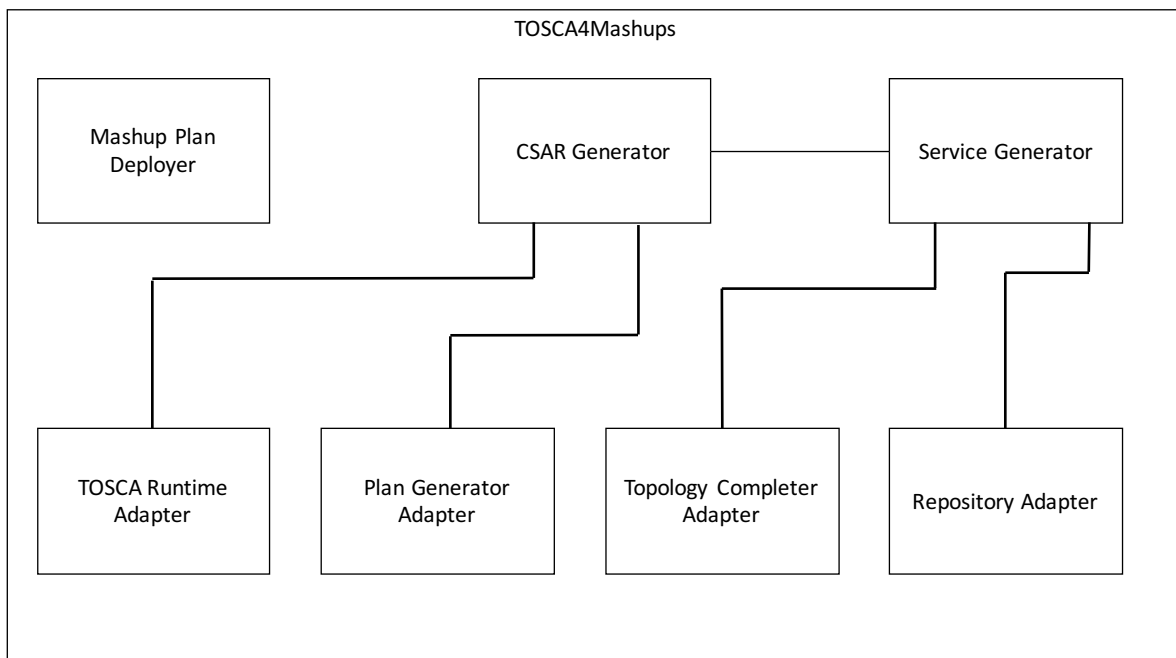 TOSCA4Mashups
Mashup Plan
Deployer
CSAR Generator
Service Generator
TOSCA Runtime
Adapter
Plan Generator
Adapter
Topology Completer
Adapter
Repository Adapter